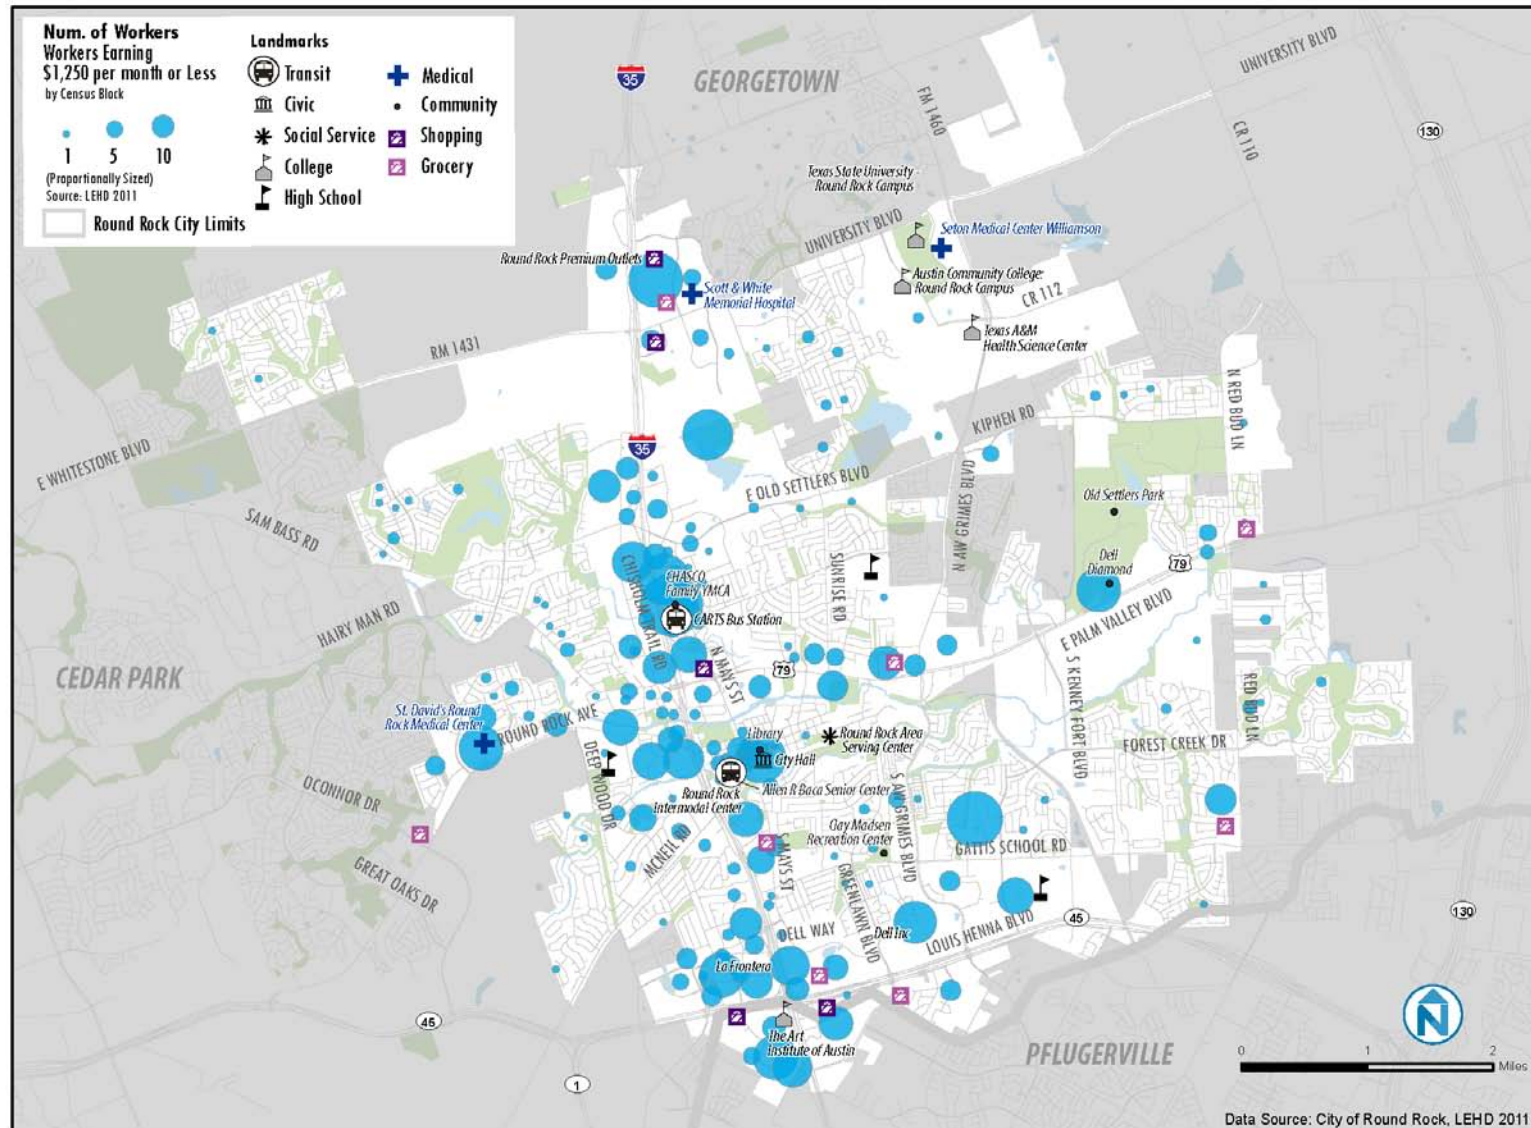 Num. of Workers
Workers Earning
$1,250 per month or Less
by Census Block
1 5 10
(Proportionally Sized)
Source: LEHD 2011
Round Rock City Limits
Landmarks
Transit
Civic
Social Service
College
High School
Medical
Community
Shopping
Grocery
35
GEORGETOWN
FM 1460
UNIVERSITY BLVD
CR 110
130
Texas State University -
Round Rock Campus
UNIVERSITY BLVD
Seton Medical Center Williamson
Round Rock Premium Outlets
Scott & White
Memorial Hospital
Austin Community College:
Round Rock Campus
CR 112
Texas A&M
Health Science Center
RM 1431
N RED BUD LN
KIPHEN RD
E WHITESTONE BLVD
35
E OLD SETTLERS BLVD
N AW GRIMES BLVD
Old Settlers Park
SAM BASS RD
SUNRISE RD
Dell
Diamond
79
CHISHOLM TRAIL RD
CHASCO
Family YMCA
CARTS Bus Station
E PALM VALLEY BLVD
HAIRY MAN RD
CEDAR PARK
N MAYS ST
79
S KENNEY FORT BLVD
RED BUD LN
St. David's Round
Rock Medical Center
ROUND ROCK AVE
Library
City Hall
Round Rock Area
Serving Center
FOREST CREEK DR
DEEP WOOD DR
OCONNOR DR
Round Rock
Intermodal Center
Allen R Baca Senior Center
S AW GRIMES BLVD
Gay Madsen
Recreation Center
GATTIS SCHOOL RD
MCNEIL RD
S MAYS ST
GREAT OAKS DR
GREENLAWN BLVD
DELL WAY
Dell Inc
LOUIS HENNA BLVD
45
130
La Frontera
45
The Art
Institute of Austin
PFLUGERVILLE
1
N
0 1 2
Miles
Data Source: City of Round Rock, LEHD 2011